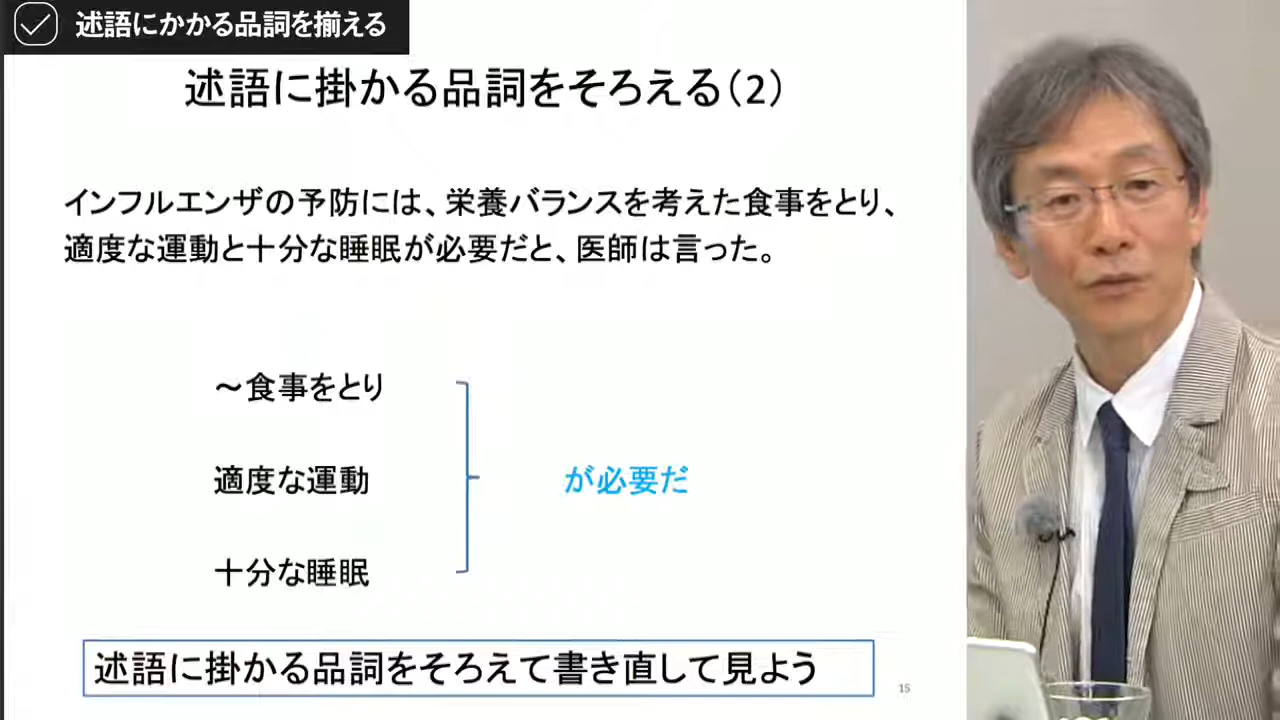 述語にかかる品詞を揃える
述語に掛かる品詞をそろえる（2）
インフルエンザの予防には、栄養バランスを考えた食事をとり、
適度な運動と十分な睡眠が必要だと、医師は言った。
～食事をとり
適度な運動
が必要だ
十分な睡眠
述語に掛かる品詞をそろえて書き直して見よう
15